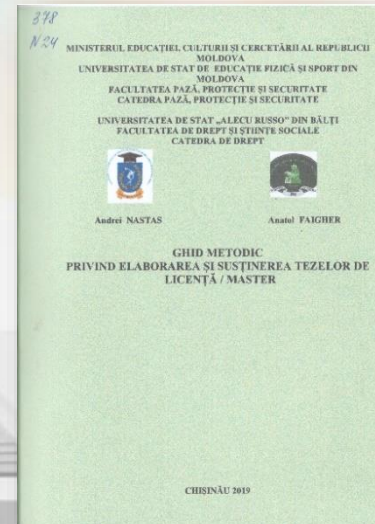 378
N 24
MINISTERUL EDUCAȚIEI, CULTURII ȘI CERCETĂRII AL REPUBLICII
MOLDOVA
UNIVERSITATEA DE STAT DE EDUCAȚIE FIZICĂ ȘI SPORT DIN
MOLDOVA
FACULTATEA PAZĂ, PROTECȚIE ȘI SECURITATE
CATEDRA PAZĂ, PROTECȚIE ȘI SECURITATE
UNIVERSITATEA DE STAT „ALECU RUSSO” DIN BĂLȚI
FACULTATEA DE DREPT ȘI ȘTIINȚE SOCIALE
CATEDRA DE DREPT
Andrei NASTAS Anatol FAIGHER
GHID METODIC
PRIVIND ELABORAREA ȘI SUSȚINEREA TEZELOR DE
LICENȚĂ / MASTER
CHIȘINĂU 2019